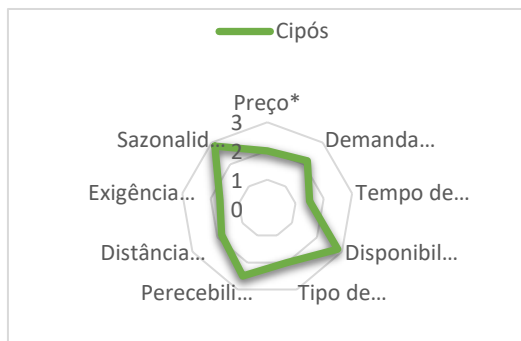 Cipós
Preço*
Demanda...
Tempo de...
Disponibil...
Tipo de...
Perecebili...
Distância...
Exigência...
Sazonalid...
3
2
1
0